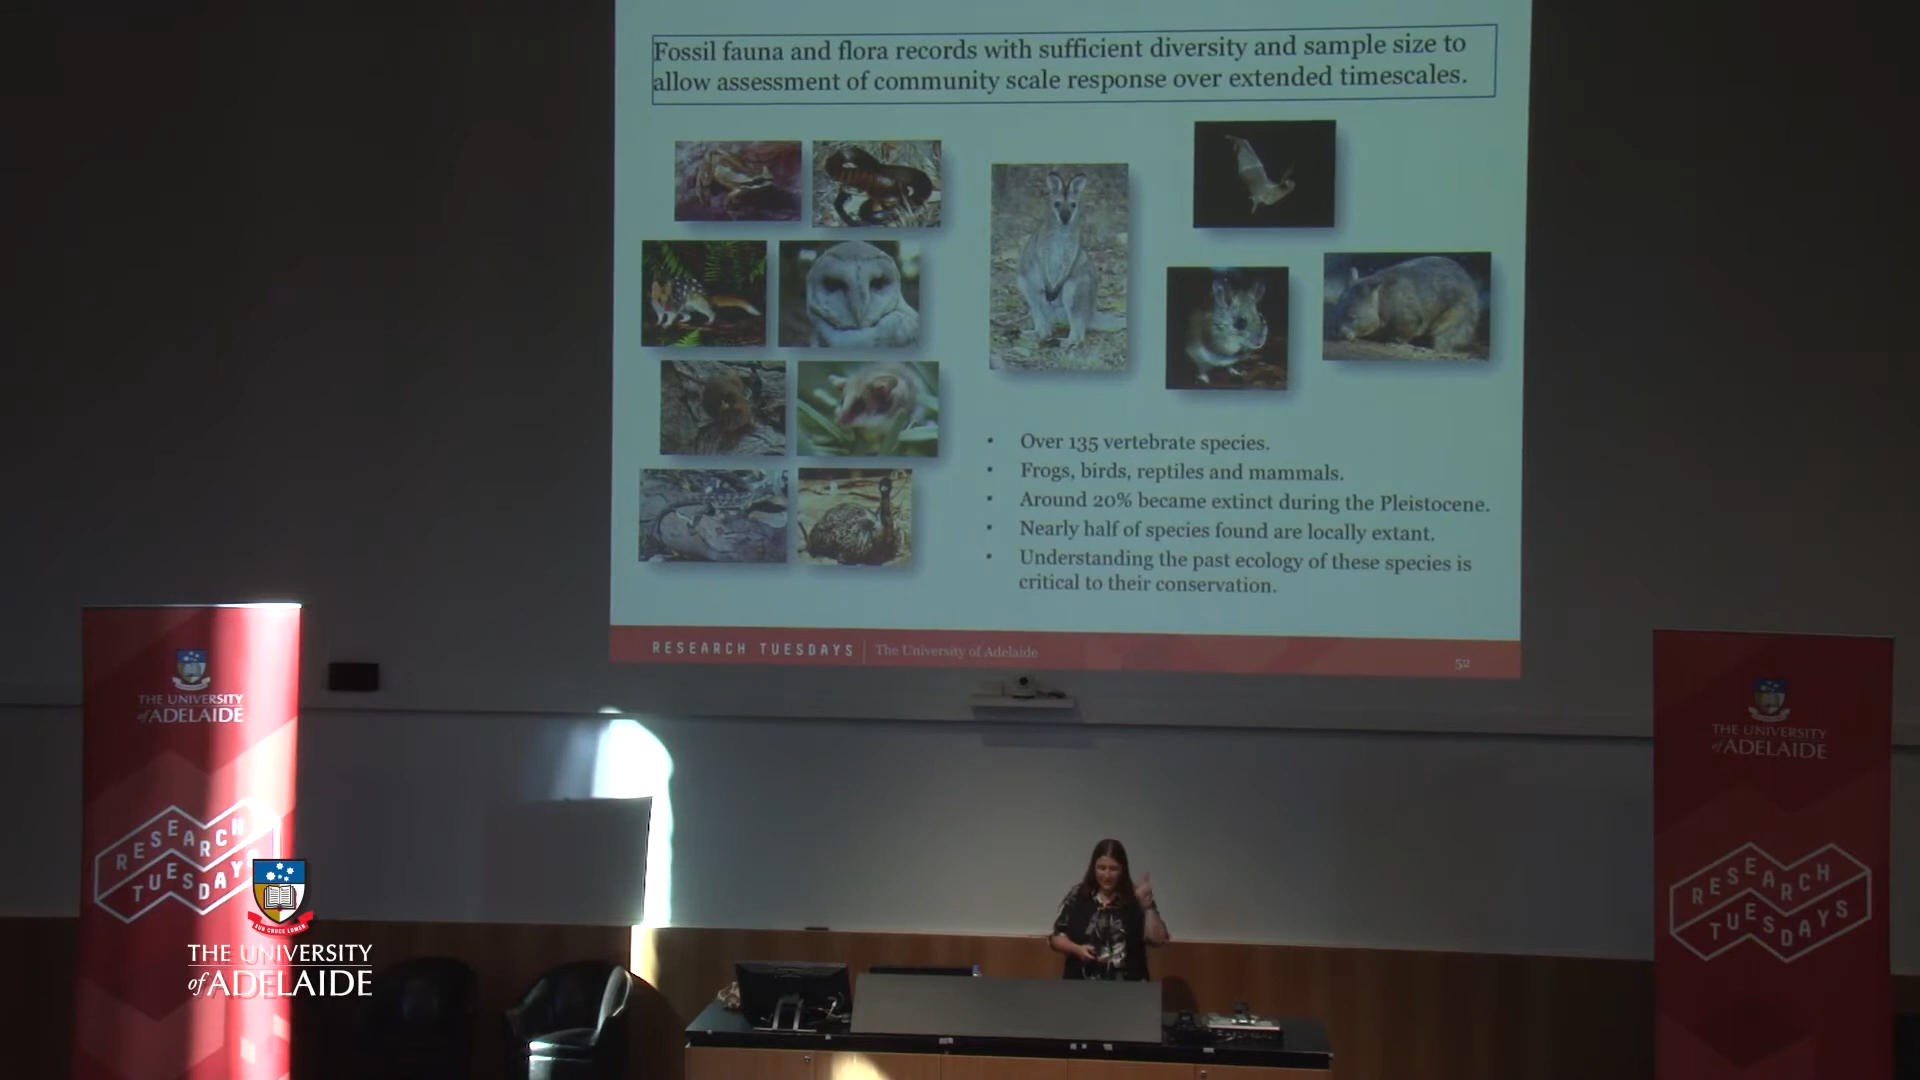 Fossil fauna and flora records with sufficient diversity and sample size to
allow assessment of community scale response over extended timescales.
• Over 135 vertebrate species.
• Frogs, birds, reptiles and mammals.
• Around 20% became extinct during the Pleistocene.
• Nearly half of species found are locally extant.
• Understanding the past ecology of these species is
critical to their conservation.
RESEARCH TUESDAYS | The University of Adelaide
52
THE UNIVERSITY
of ADELAIDE
RESEARCH
TUESDAYS
SUB CRUCE LUMEN
THE UNIVERSITY
of ADELAIDE
THE UNIVERSITY
of ADELAIDE
RESEARCH
TUESDAYS